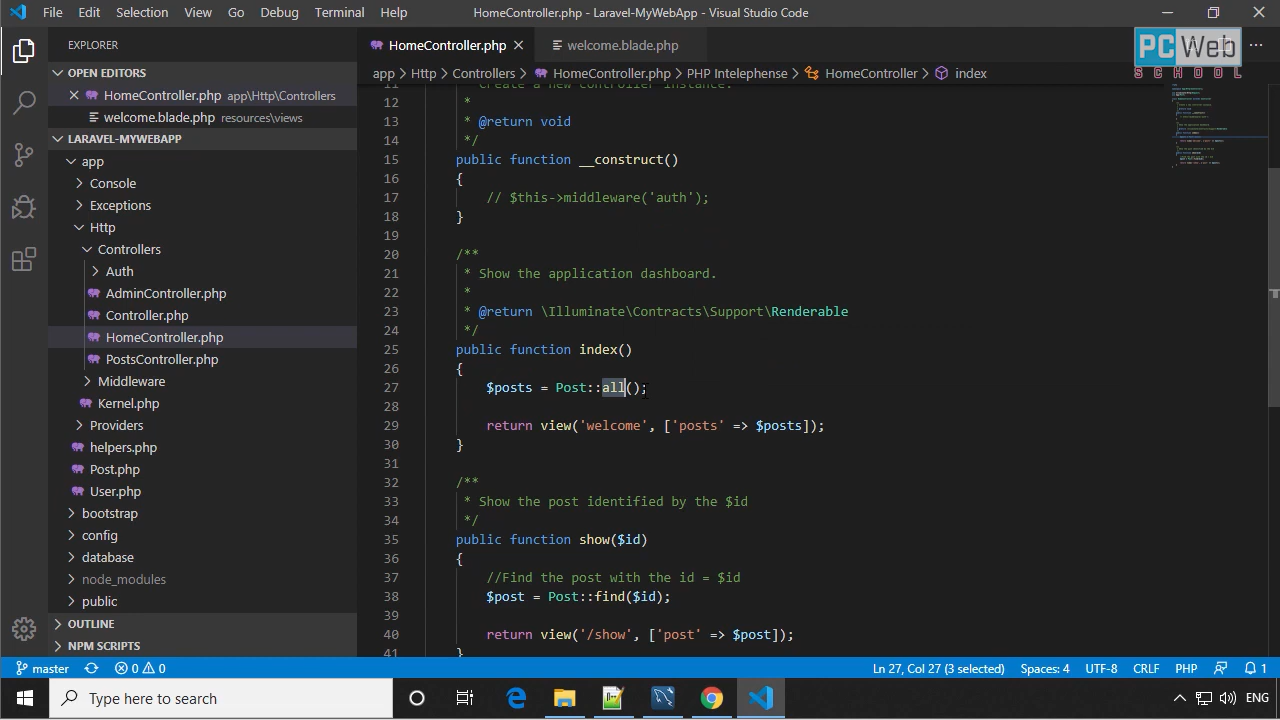 File Edit Selection View Go Debug Terminal Help HomeController.php - Laravel-MyWebApp - Visual Studio Code
EXPLORER
HomeController.php
welcome.blade.php
PC Web
SCHOOL
OPEN EDITORS
app > Http > Controllers > HomeController.php > PHP Intelephense > HomeController > index
HomeController.php app\Http\Controllers
welcome.blade.php resources\views
LARAVEL-MYWEBAPP
app
Console
Exceptions
Http
Controllers
Auth
AdminController.php
Controller.php
HomeController.php
PostsController.php
Middleware
Kernel.php
Providers
helpers.php
Post.php
User.php
bootstrap
config
database
node_modules
public
OUTLINE
NPM SCRIPTS
11 Create a new controller instance.
12 *
13 * @return void
14 */
15 public function __construct()
16 {
17 // $this->middleware('auth');
18 }
19
20 /**
21 * Show the application dashboard.
22 *
23 * @return \Illuminate\Contracts\Support\Renderable
24 */
25 public function index()
26 {
27 $posts = Post::all();
28
29 return view('welcome', ['posts' => $posts]);
30 }
31
32 /**
33 * Show the post identified by the $id
34 */
35 public function show($id)
36 {
37 //Find the post with the id = $id
38 $post = Post::find($id);
39
40 return view('/show', ['post' => $post]);
41 }
master 0 0 Ln 27, Col 27 (3 selected) Spaces: 4 UTF-8 CRLF PHP 1
Type here to search ENG